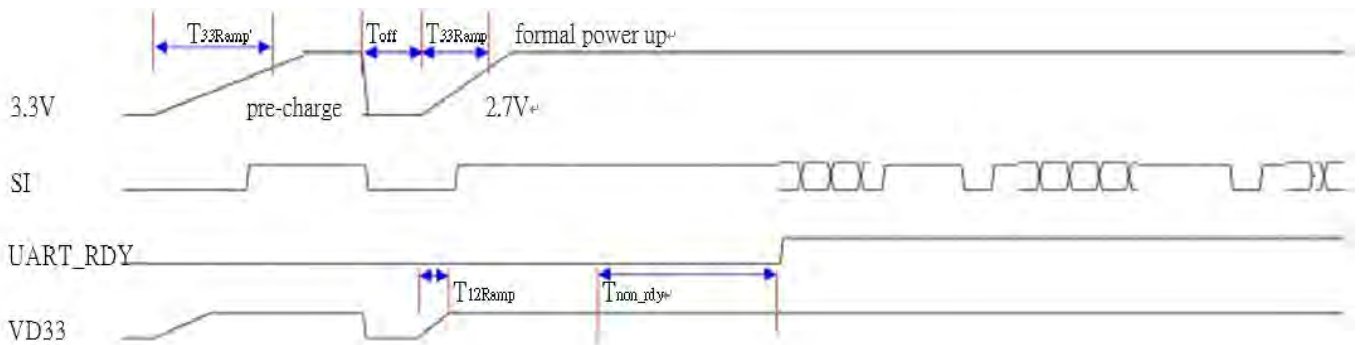 T33Ramp' Toff T33Ramp formal power up↵
3.3V pre-charge 2.7V↵
SI
UART_RDY
T12Ramp Tnon_rdy↵
VD33